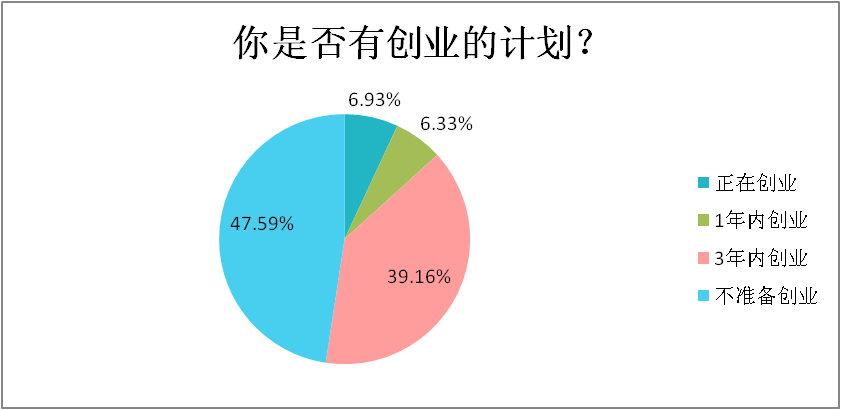 你是否有创业的计划？
6.93%
6.33%
47.59%
39.16%
正在创业
1年内创业
3年内创业
不准备创业